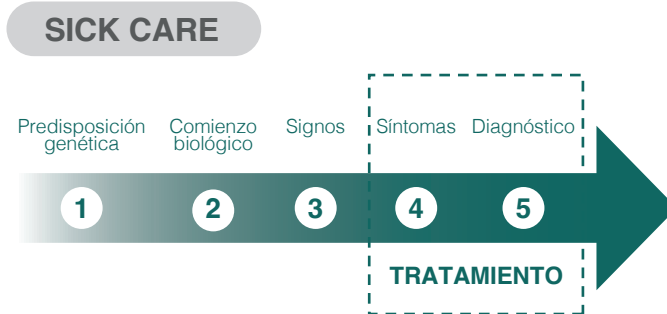 SICK CARE
Predisposición
genética
Comienzo
biológico
Signos
Síntomas
Diagnóstico
1
2
3
4
5
TRATAMIENTO